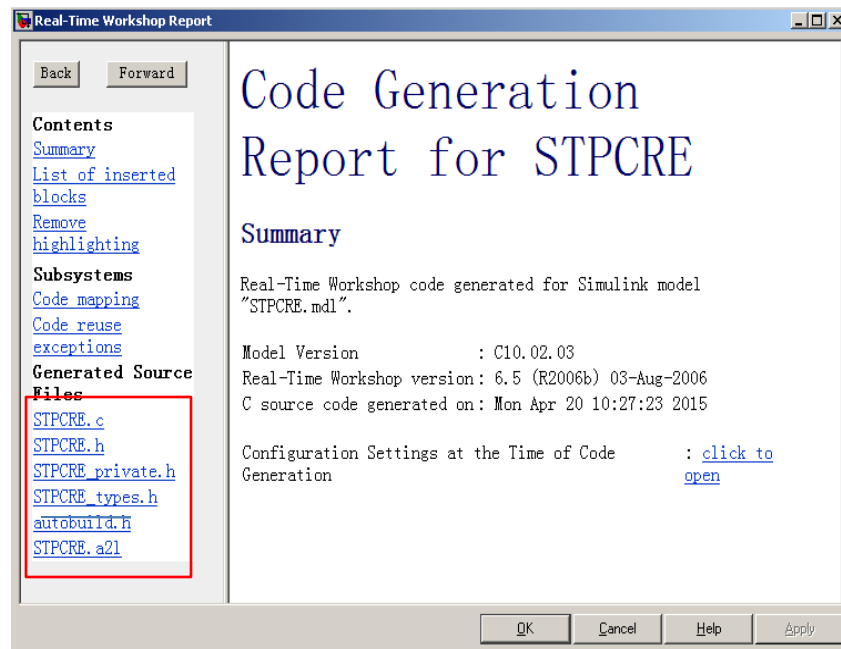 Real-Time Workshop Report
Back Forward
Contents
Summary
List of inserted
blocks
Remove
highlighting
Subsystems
Code mapping
Code reuse
exceptions
Generated Source
Files
STPCRE.c
STPCRE.h
STPCRE_private.h
STPCRE_types.h
autobuild.h
STPCRE.a2l
Code Generation
Report for STPCRE
Summary
Real-Time Workshop code generated for Simulink model
"STPCRE.mdl".
Model Version : C10.02.03
Real-Time Workshop version : 6.5 (R2006b) 03-Aug-2006
C source code generated on : Mon Apr 20 10:27:23 2015
Configuration Settings at the Time of Code : click to
Generation open
OK Cancel Help Apply